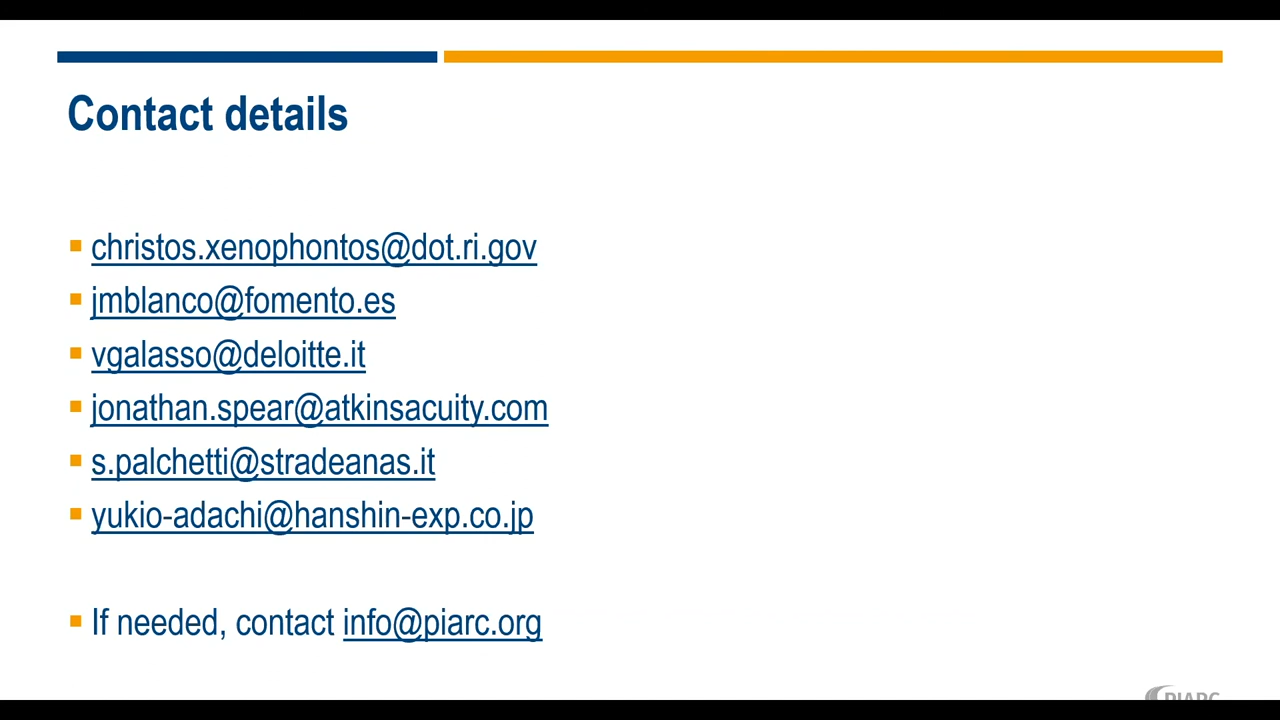 Contact details
christos.xenophontos@dot.ri.gov
jmblanco@fomento.es
vgalasso@deloitte.it
jonathan.spear@atkinsacuity.com
s.palchetti@stradeanas.it
yukio-adachi@hanshin-exp.co.jp
If needed, contact info@piarc.org
PIARC